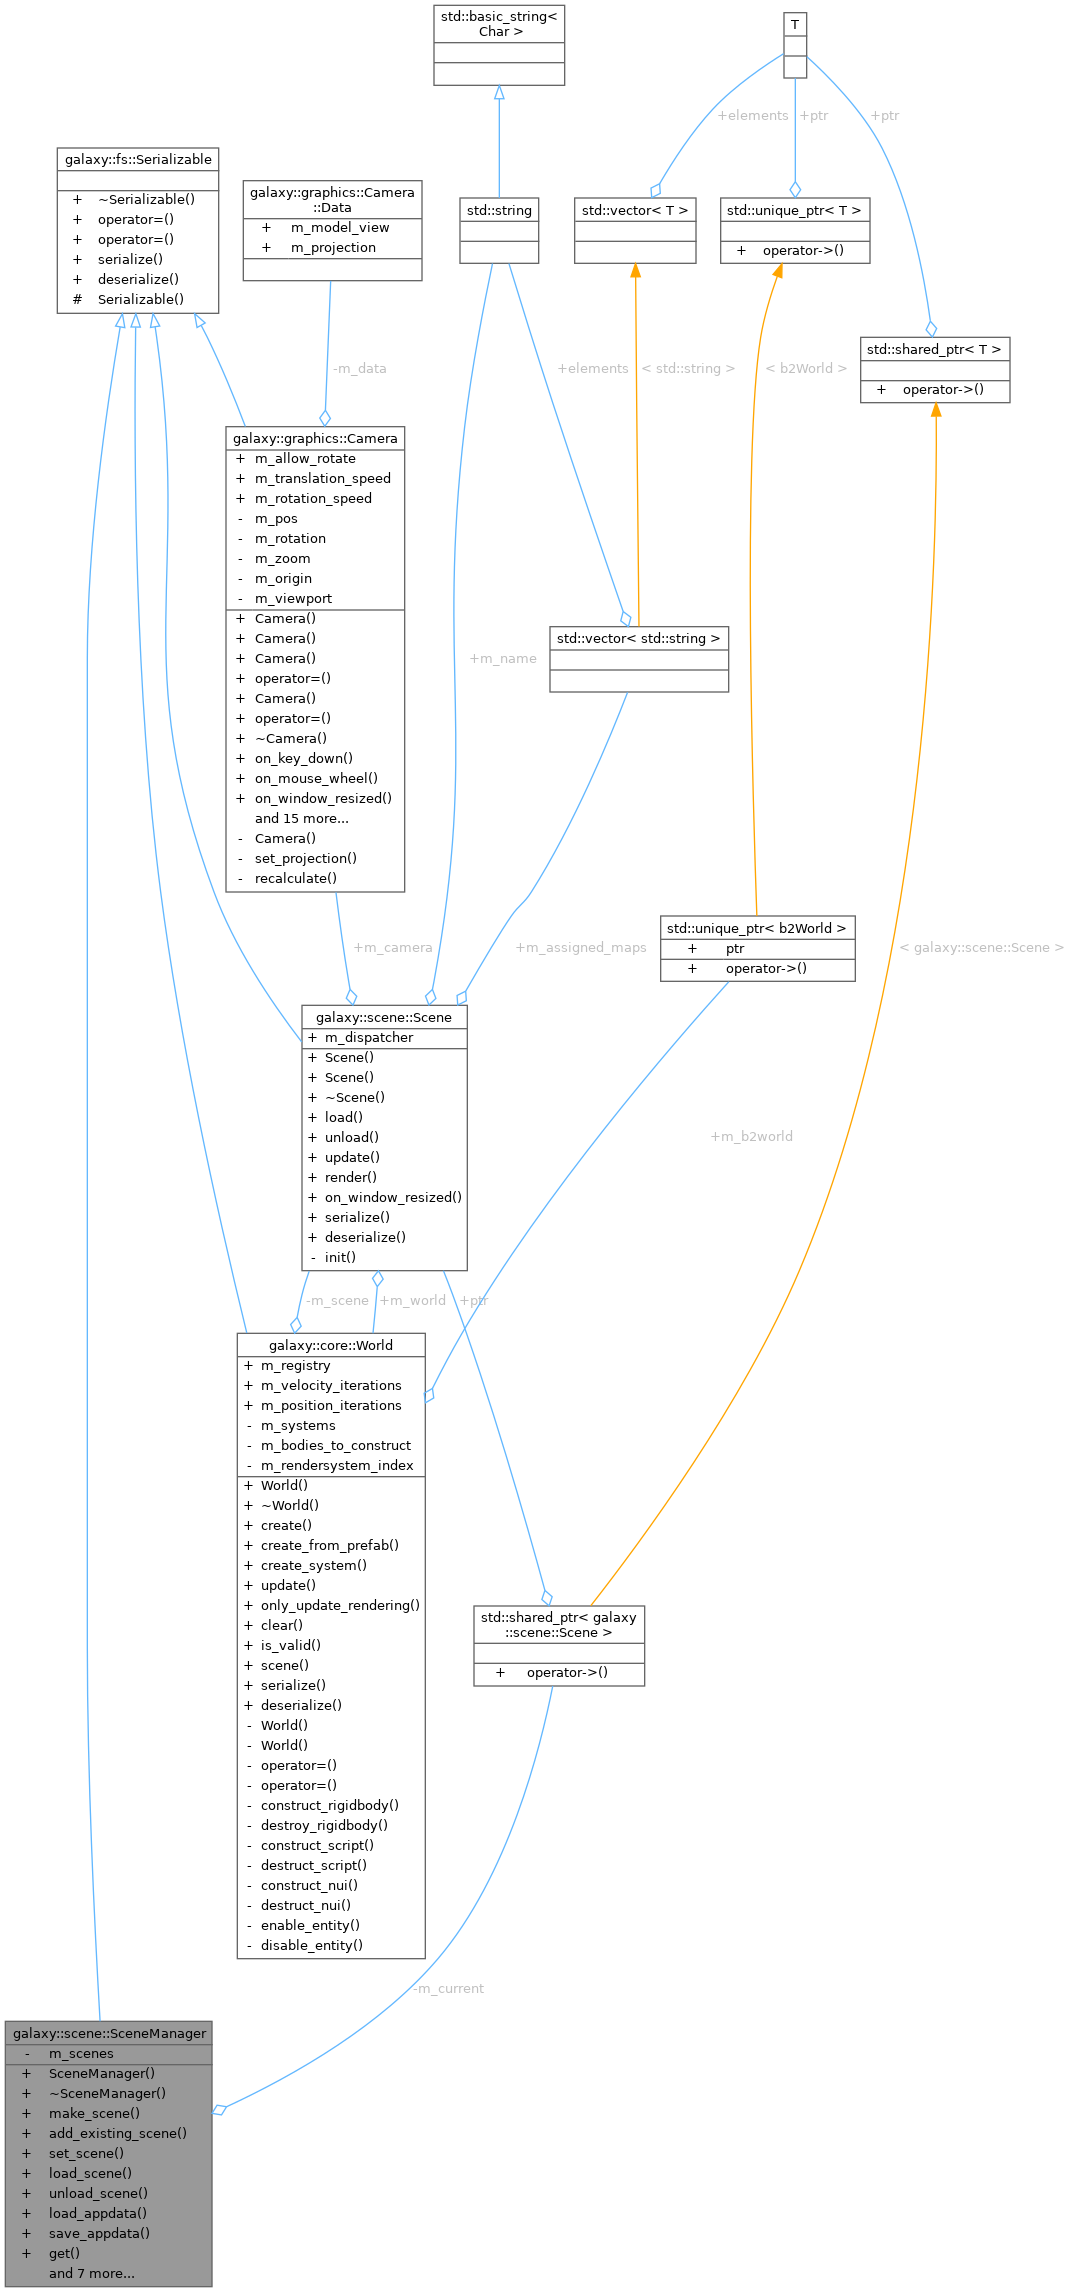 std::basic_string<
Char >
T
+elements
+ptr
+ptr
galaxy::fs::Serializable
+ ~Serializable()
+ operator=()
+ operator=()
+ serialize()
+ deserialize()
# Serializable()
galaxy::graphics::Camera
::Data
+ m_model_view
+ m_projection
std::string
std::vector< T >
std::unique_ptr< T >
+ operator->()
std::shared_ptr< T >
+ operator->()
-m_data
+elements
< std::string >
< b2World >
galaxy::graphics::Camera
+ m_allow_rotate
+ m_translation_speed
+ m_rotation_speed
- m_pos
- m_rotation
- m_zoom
- m_origin
- m_viewport
+ Camera()
+ Camera()
+ Camera()
+ operator=()
+ Camera()
+ operator=()
+ ~Camera()
+ on_key_down()
+ on_mouse_wheel()
+ on_window_resized()
and 15 more...
- Camera()
- set_projection()
- recalculate()
+m_name
std::vector< std::string >
std::unique_ptr< b2World >
+ ptr
+ operator->()
+m_camera
+m_assigned_maps
< galaxy::scene::Scene >
galaxy::scene::Scene
+ m_dispatcher
+ Scene()
+ Scene()
+ ~Scene()
+ load()
+ unload()
+ update()
+ render()
+ on_window_resized()
+ serialize()
+ deserialize()
- init()
+m_b2world
-m_scene
+m_world
+ptr
galaxy::core::World
+ m_registry
+ m_velocity_iterations
+ m_position_iterations
- m_systems
- m_bodies_to_construct
- m_rendersystem_index
+ World()
+ ~World()
+ create()
+ create_from_prefab()
+ create_system()
+ update()
+ only_update_rendering()
+ clear()
+ is_valid()
+ scene()
+ serialize()
+ deserialize()
- World()
- World()
- operator=()
- operator=()
- construct_rigidbody()
- destroy_rigidbody()
- construct_script()
- destruct_script()
- construct_nui()
- destruct_nui()
- enable_entity()
- disable_entity()
std::shared_ptr< galaxy
::scene::Scene >
+ operator->()
-m_current
galaxy::scene::SceneManager
- m_scenes
+ SceneManager()
+ ~SceneManager()
+ make_scene()
+ add_existing_scene()
+ set_scene()
+ load_scene()
+ unload_scene()
+ load_appdata()
+ save_appdata()
+ get()
and 7 more...